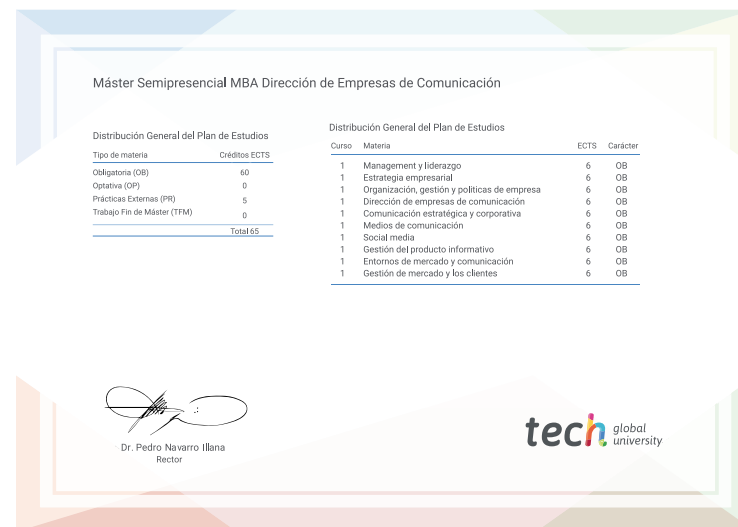 Máster Semipresencial MBA Dirección de Empresas de Comunicación
Distribución General del Plan de Estudios
Tipo de materia Créditos ECTS
Obligatoria (OB) 60
Optativa (OP) 0
Prácticas Externas (PR) 5
Trabajo Fin de Máster (TFM) 0
Total 65
Distribución General del Plan de Estudios
Curso Materia ECTS Carácter
1 Management y liderazgo 6 OB
1 Estrategia empresarial 6 OB
1 Organización, gestión y políticas de empresa 6 OB
1 Dirección de empresas de comunicación 6 OB
1 Comunicación estratégica y corporativa 6 OB
1 Medios de comunicación 6 OB
1 Social media 6 OB
1 Gestión del producto informativo 6 OB
1 Entornos de mercado y comunicación 6 OB
1 Gestión de mercado y los clientes 6 OB
Dr. Pedro Navarro Illana
Rector
tech global university